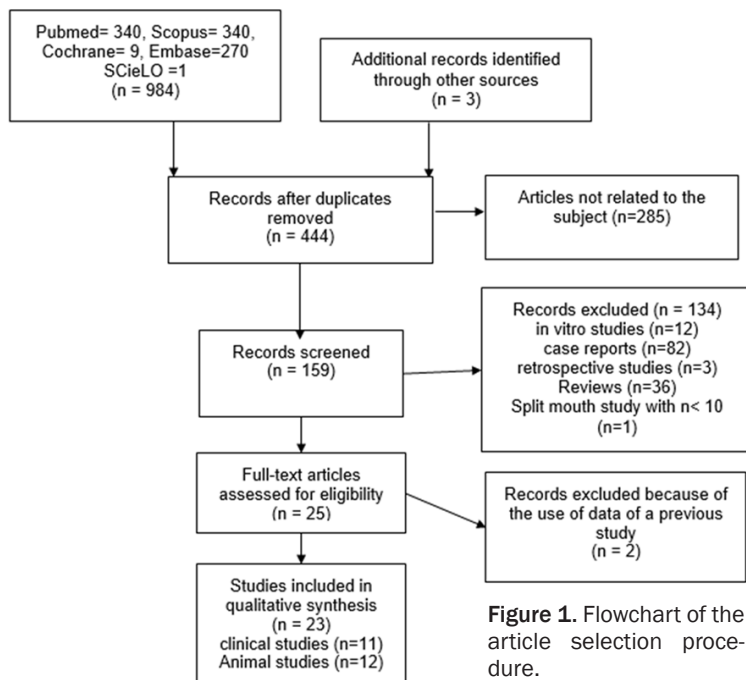 Pubmed= 340, Scopus= 340,
Cochrane= 9, Embase=270
SCieLO =1
(n = 984)
Additional records identified
through other sources
(n = 3)
Records after duplicates
removed
(n = 444)
Articles not related to the
subject (n=285)
Records screened
(n = 159)
Records excluded (n = 134)
in vitro studies (n=12)
case reports (n=82)
retrospective studies (n=3)
Reviews (n=36)
Split mouth study with n< 10
(n=1)
Full-text articles
assessed for eligibility
(n = 25)
Records excluded because of
the use of data of a previous
study
(n = 2)
Studies included in
qualitative synthesis
(n = 23)
clinical studies (n=11)
Animal studies (n=12)
Figure 1. Flowchart of the
article selection proce-
dure.